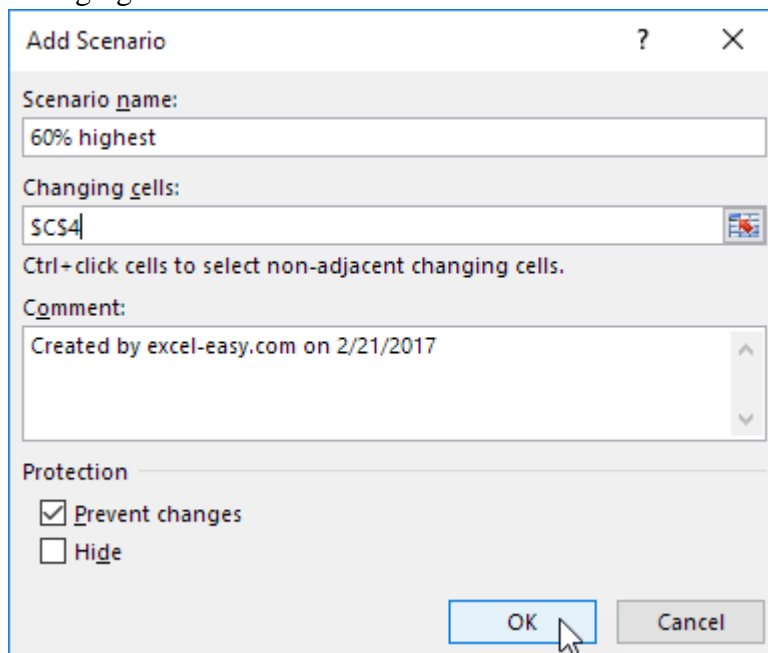 Add Scenario
?
Scenario name:
60% highest
Changing cells:
$C$4
Ctrl+click cells to select non-adjacent changing cells.
Comment:
Created by excel-easy.com on 2/21/2017
Protection
Prevent changes
Hide
OK
Cancel